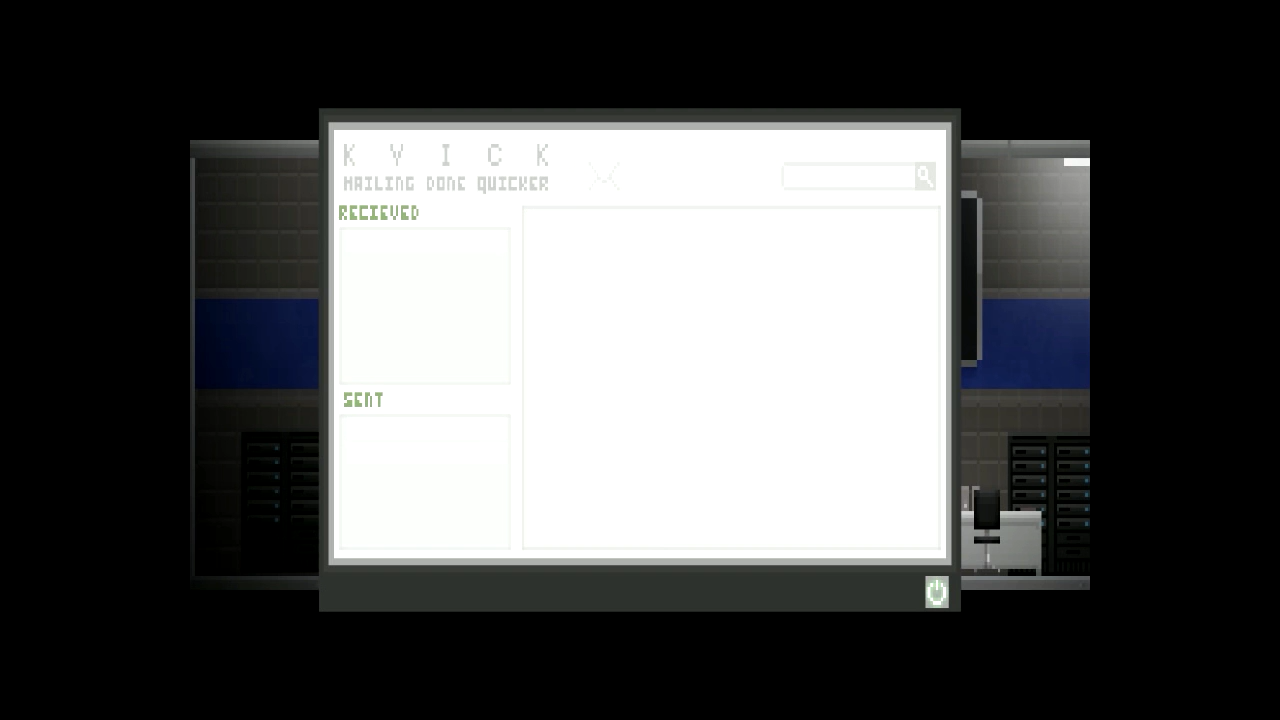 K V I C K
MAILING DONE QUICKER
RECIEVED
SENT